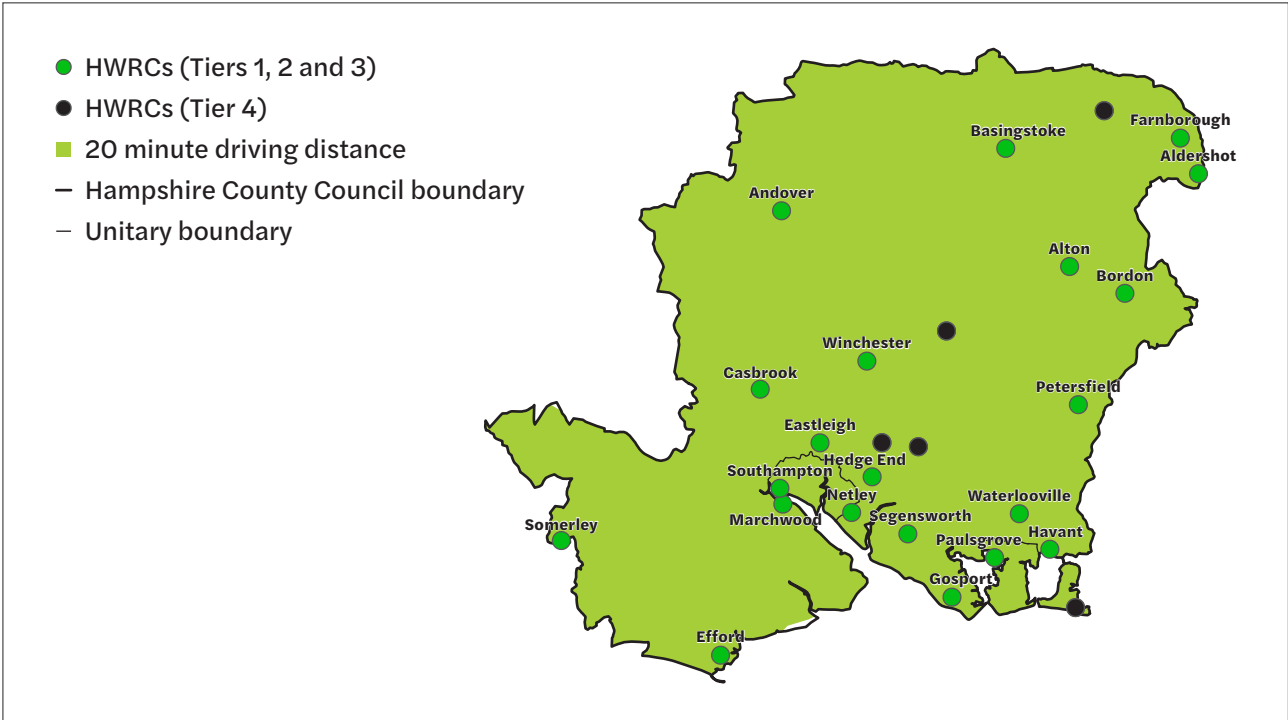 HWRCs (Tiers 1, 2 and 3)
HWRCs (Tier 4)
20 minute driving distance
Hampshire County Council boundary
Unitary boundary
Farnborough
Basingstoke
Aldershot
Andover
Alton
Bordon
Winchester
Casbrook
Petersfield
Eastleigh
Hedge End
Southampton
Netley
Waterlooville
Marchwood
Segensworth
Somerley
Havant
Paulsgrove
Gosport
Efford